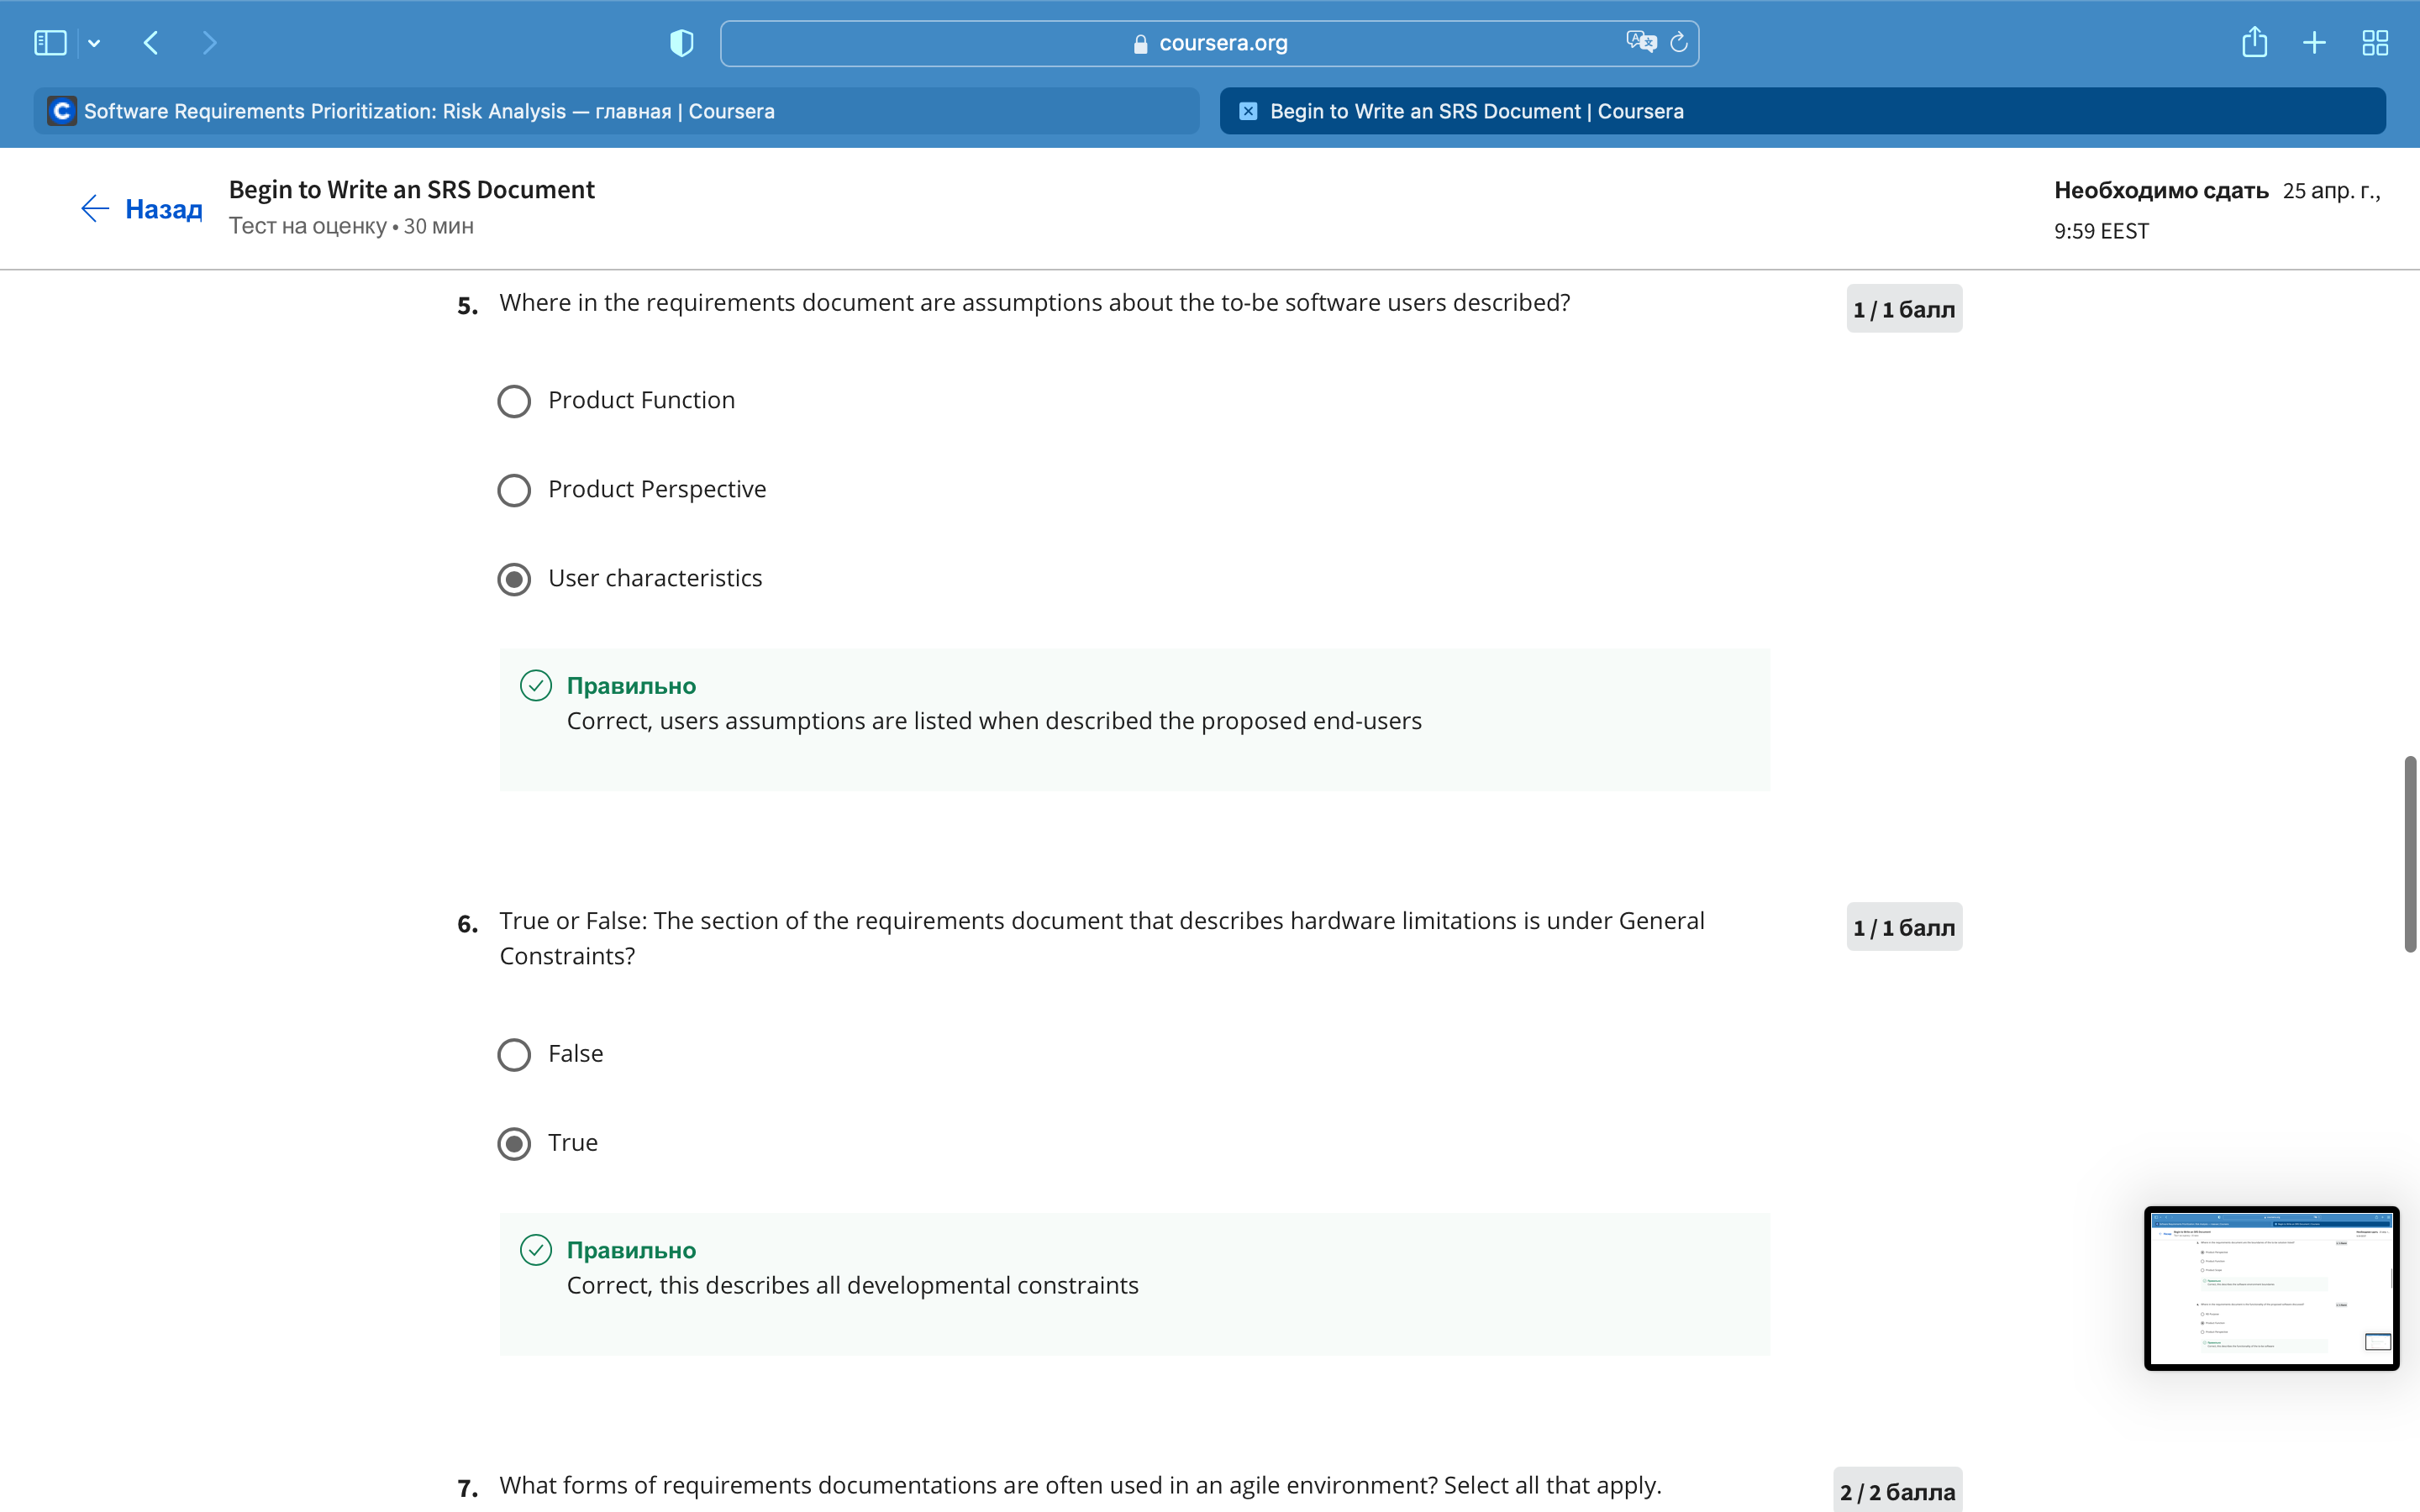 coursera.org
Software Requirements Prioritization: Risk Analysis — главная | Coursera
Begin to Write an SRS Document | Coursera
Назад
Begin to Write an SRS Document
Тест на оценку • 30 мин
Необходимо сдать 25 апр. г.,
9:59 EEST
5. Where in the requirements document are assumptions about the to-be software users described?
1 / 1 балл
Product Function
Product Perspective
User characteristics
Правильно
Correct, users assumptions are listed when described the proposed end-users
6. True or False: The section of the requirements document that describes hardware limitations is under General
Constraints?
1 / 1 балл
False
True
Правильно
Correct, this describes all developmental constraints
7. What forms of requirements documentations are often used in an agile environment? Select all that apply.
2 / 2 балла